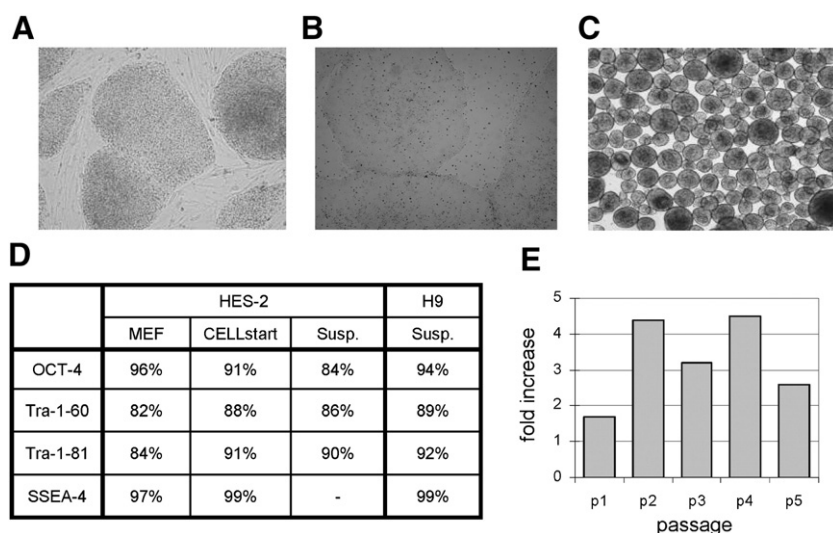 A
B
C
D
HES-2 H9
MEF CELLstart Susp. Susp.
OCT-4 96% 91% 84% 94%
Tra-1-60 82% 88% 86% 89%
Tra-1-81 84% 91% 90% 92%
SSEA-4 97% 99% - 99%
E
fold increase
5
4
3
2
1
0
p1 p2 p3 p4 p5
passage